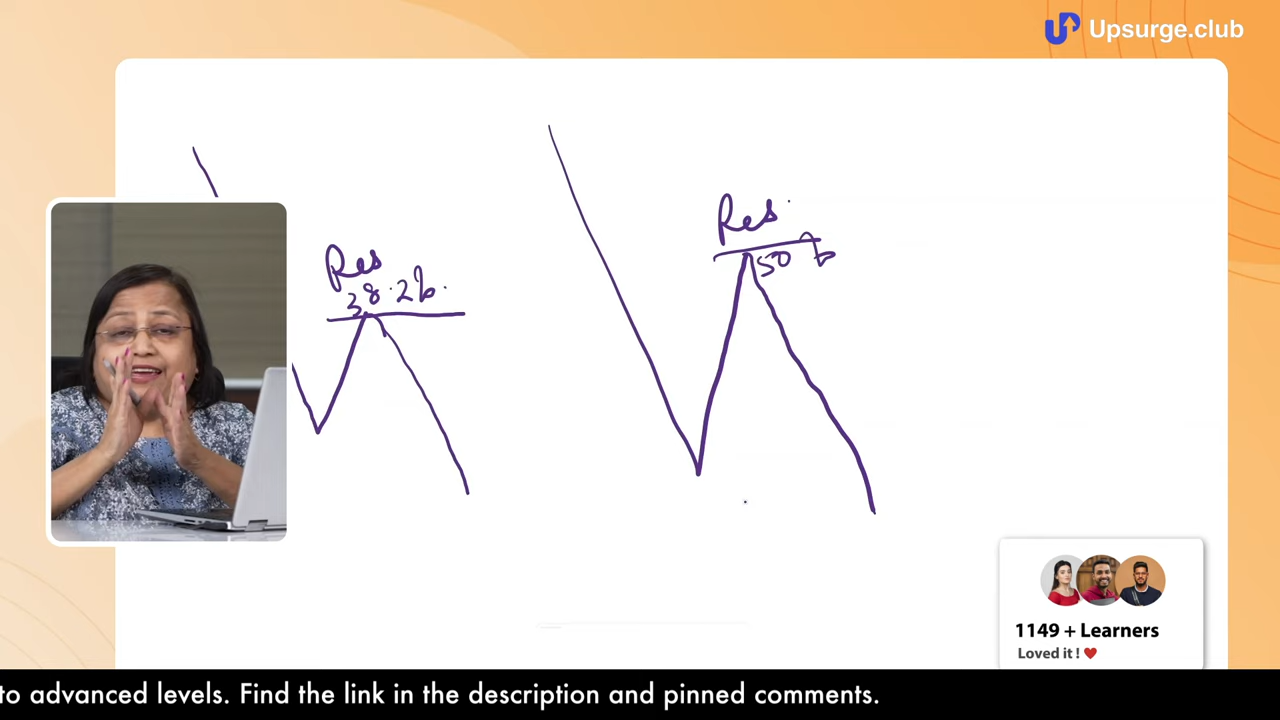 Upsurge.club
Res
38.2%.
Res.
50 %
1149 + Learners
Loved it ! ❤
to advanced levels. Find the link in the description and pinned comments.